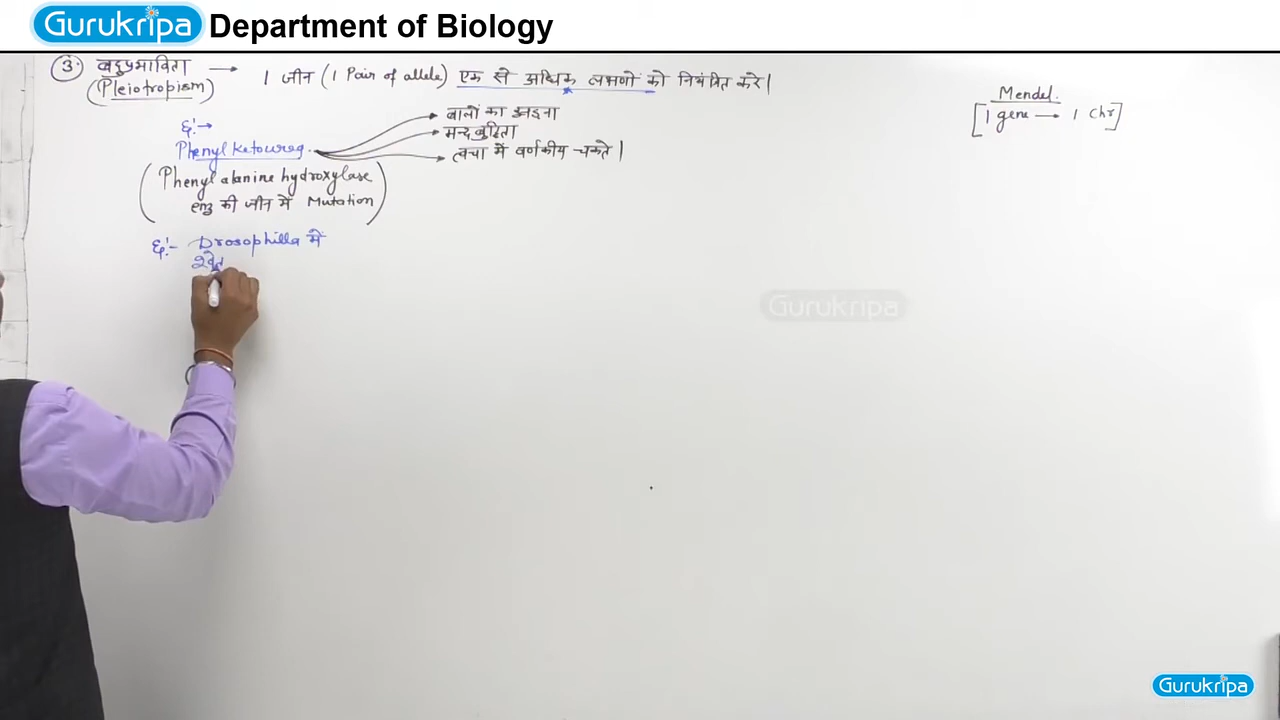 Gurukripa Department of Biology
③ बहुप्रभाविता → 1 जीन (1 Pair of allele) एक से अधिक लक्षणों को नियंत्रित करे।
(Pleiotropism)
Mendel.
[1 gene → 1 Chr]
Eg:→
Phenyl Ketoureq.
→ बालों का झड़ना
→ मन्दबुद्धिता
→ त्वचा में वर्णकीय चकते।
(Phenyl alanine hydroxylase
enz की जीन में Mutation)
Eg:- Drosophilla में
श्वेत
Gurukripa
Gurukripa